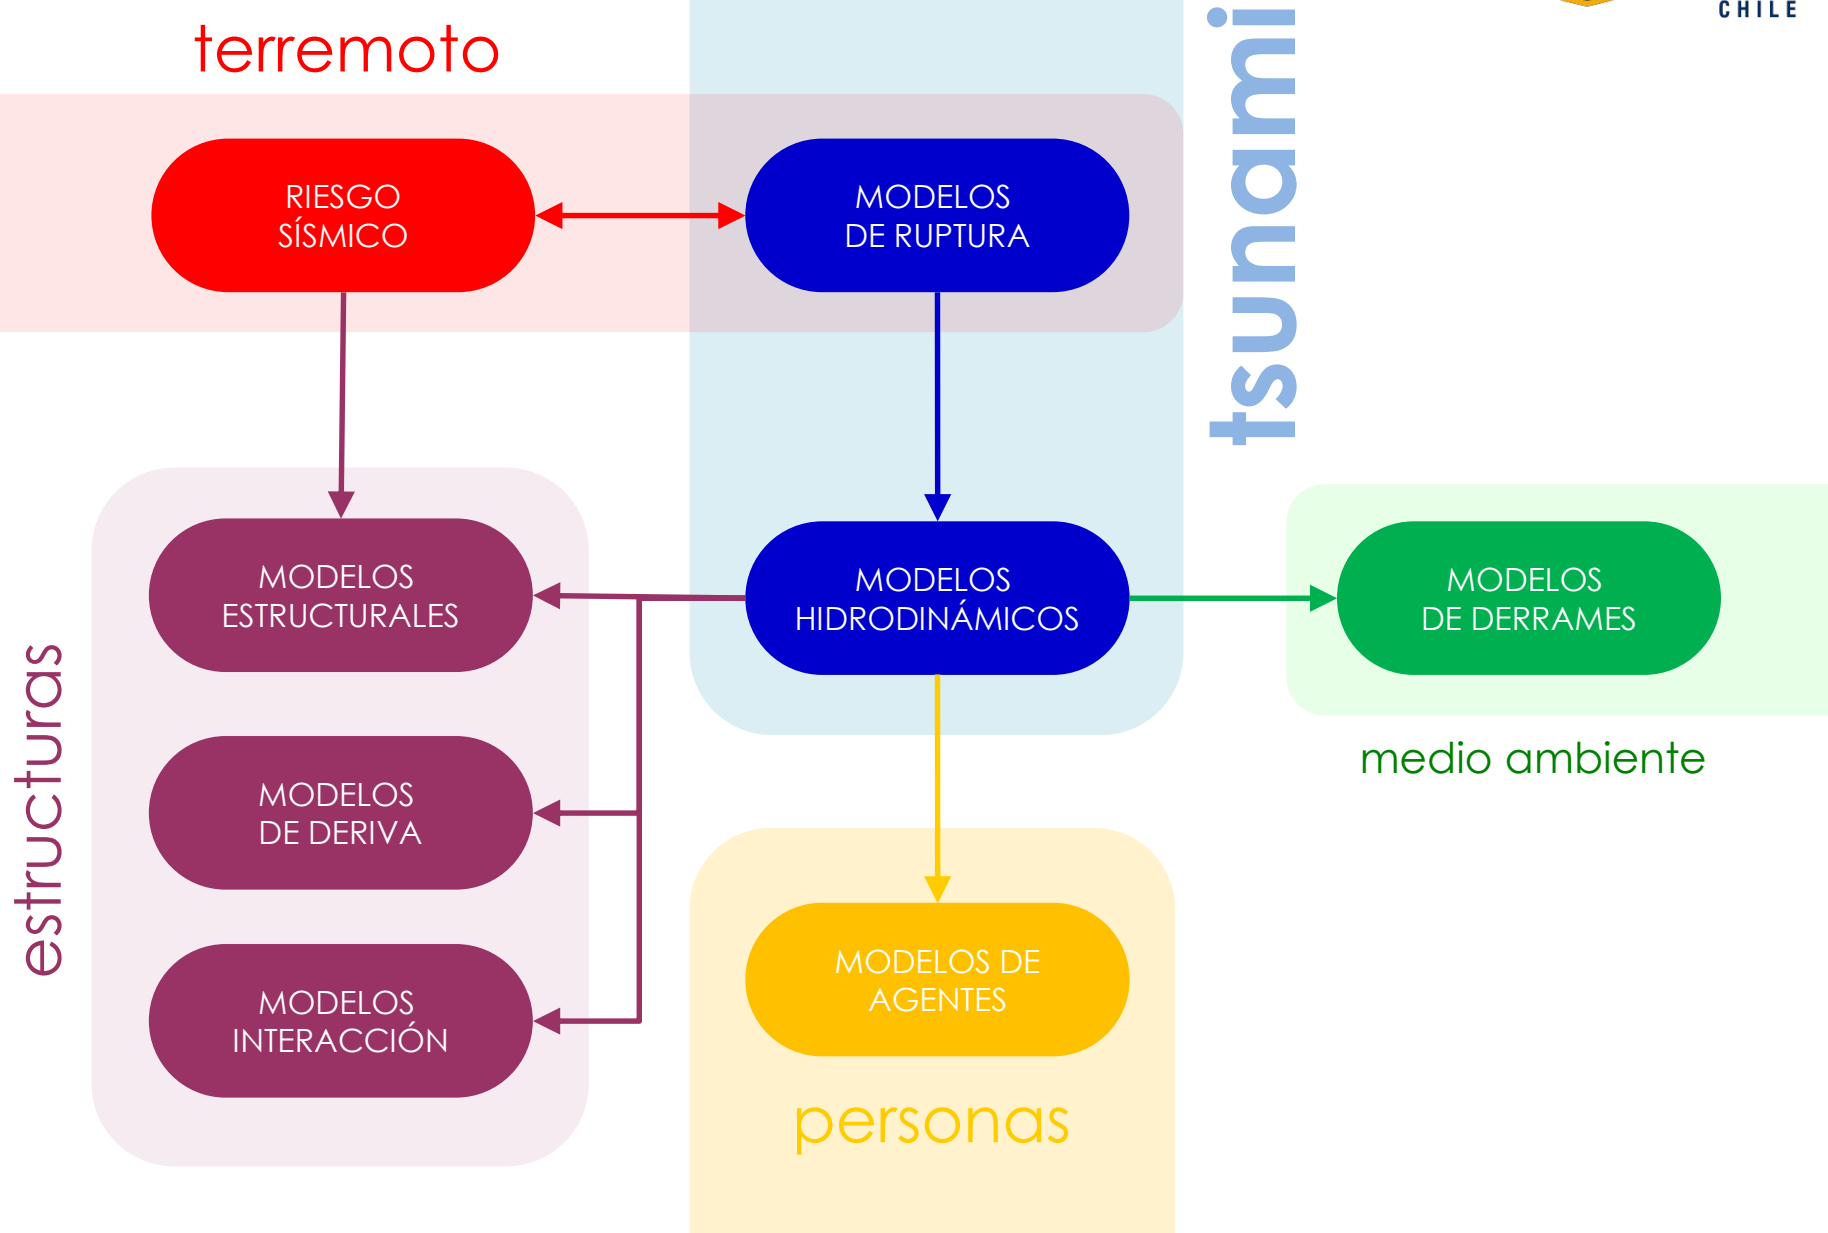 CHILE
terremoto
tsunami
RIESGO
SÍSMICO
MODELOS
DE RUPTURA
MODELOS
ESTRUCTURALES
MODELOS
HIDRODINÁMICOS
MODELOS
DE DERRAMES
medio ambiente
estructuras
MODELOS
DE DERIVA
MODELOS
INTERACCIÓN
MODELOS DE
AGENTES
personas